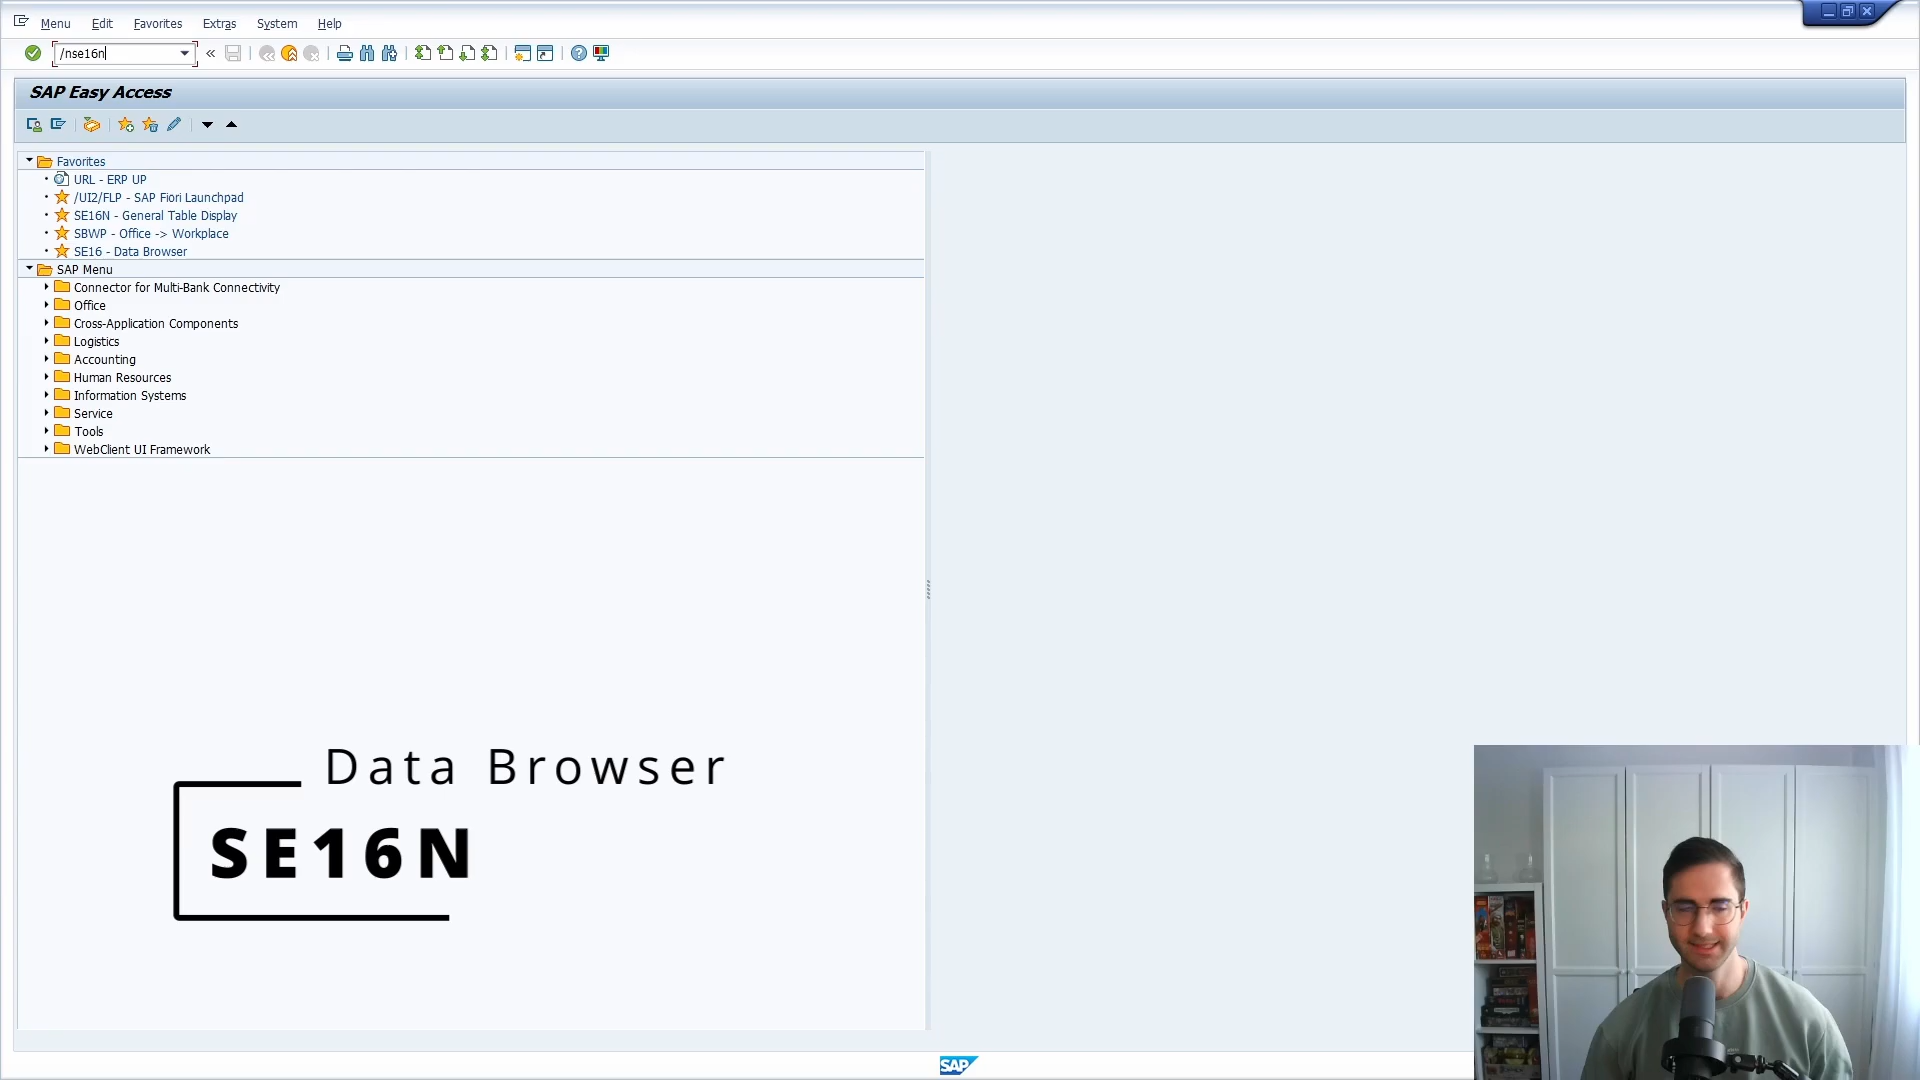 Menu Edit Favorites Extras System Help
/nse16n
SAP Easy Access
Favorites
URL - ERP UP
/UI2/FLP - SAP Fiori Launchpad
SE16N - General Table Display
SBWP - Office -> Workplace
SE16 - Data Browser
SAP Menu
Connector for Multi-Bank Connectivity
Office
Cross-Application Components
Logistics
Accounting
Human Resources
Information Systems
Service
Tools
WebClient UI Framework
Data Browser
SE16N
SAP